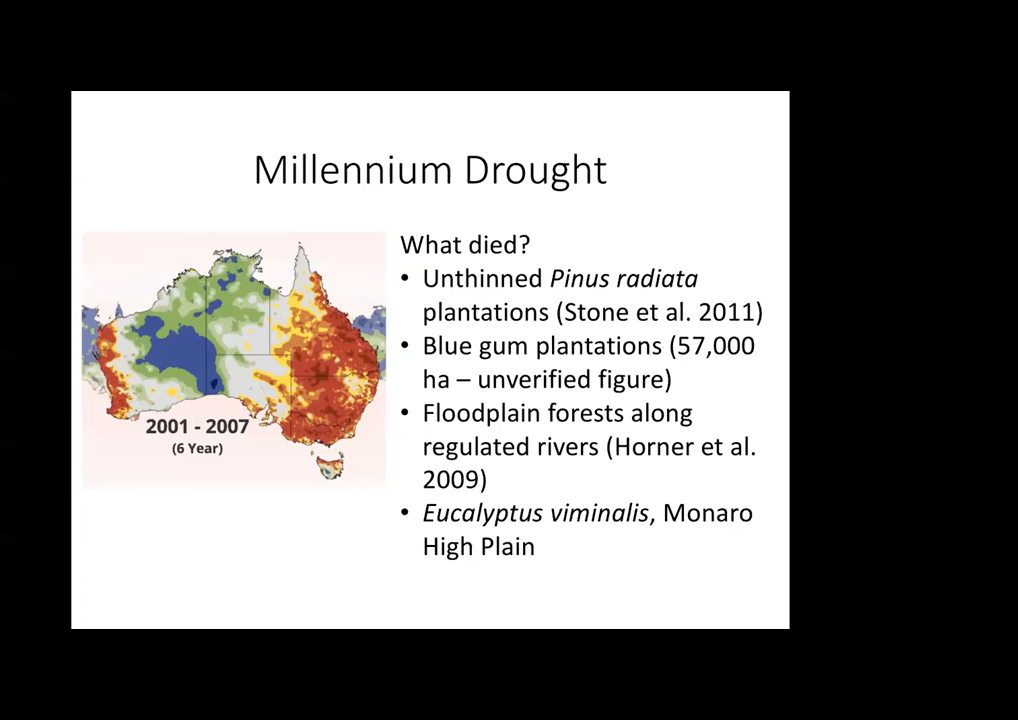 Millennium Drought
What died?
• Unthinned Pinus radiata
plantations (Stone et al. 2011)
• Blue gum plantations (57,000
ha – unverified figure)
• Floodplain forests along
regulated rivers (Horner et al.
2009)
• Eucalyptus viminalis, Monaro
High Plain
2001 - 2007
(6 Year)